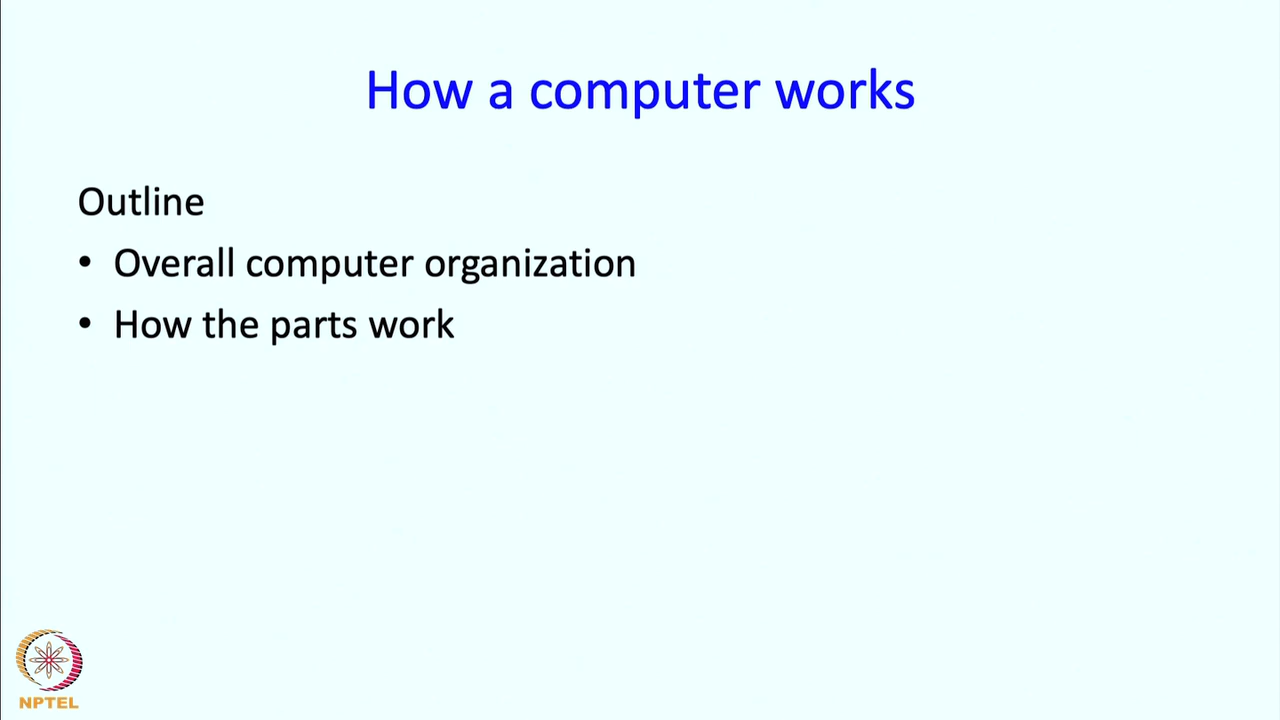 How a computer works
Outline
• Overall computer organization
• How the parts work
NPTEL